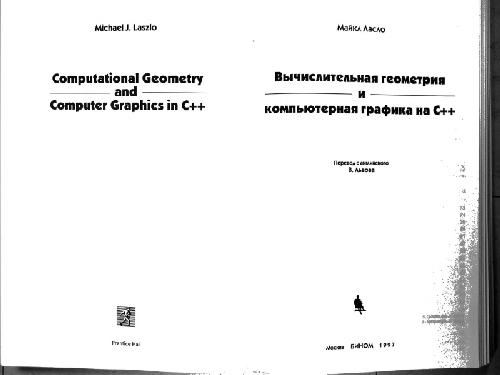 Michael J. Laszlo
Computational Geometry
and
Computer Graphics in C++
Prentice Hall
Майкл Ласло
Вычислительная геометрия
и
компьютерная графика на C++
Перевод с английского
В. Львова
Москва БИНОМ